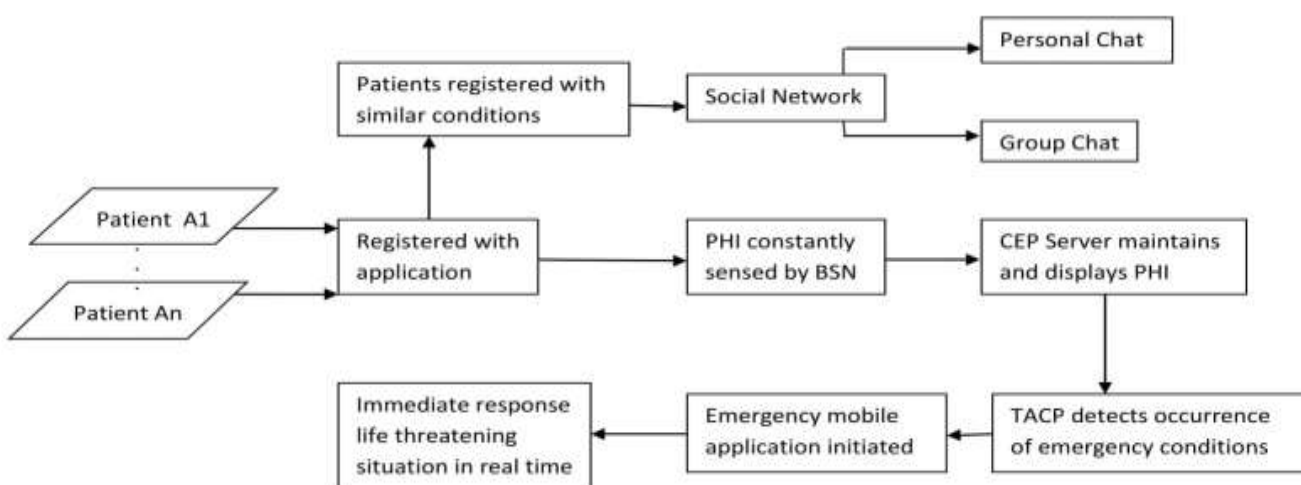 Personal Chat
Patients registered with
similar conditions
Social Network
Group Chat
Patient A1
Registered with
application
PHI constantly
sensed by BSN
CEP Server maintains
and displays PHI
Patient An
Immediate response
life threatening
situation in real time
Emergency mobile
application initiated
TACP detects occurrence
of emergency conditions